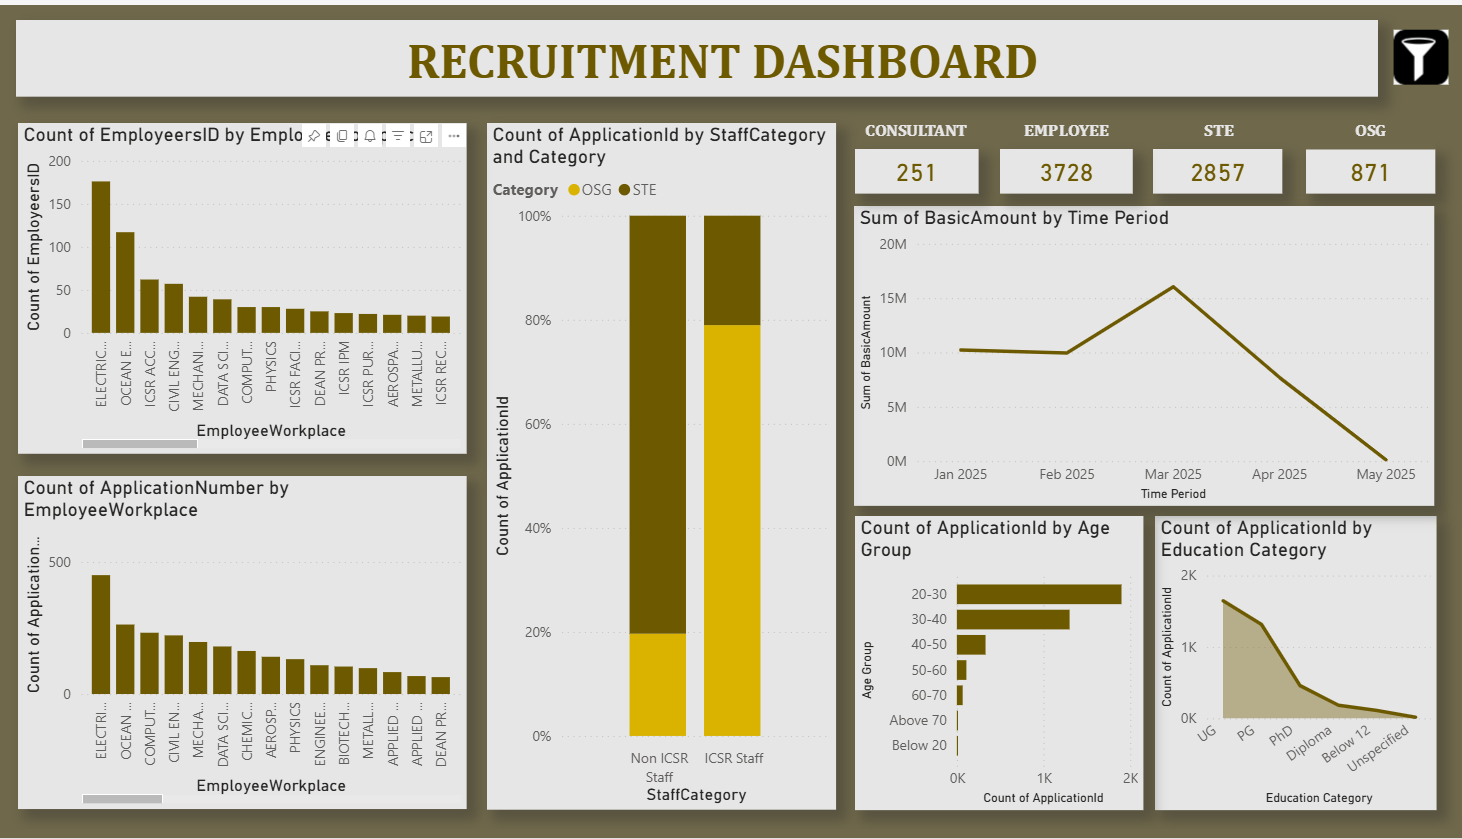 RECRUITMENT DASHBOARD
Count of EmployeersID by Emplo
Count of EmployeersID
200
150
100
50
0
ELECTRIC...
OCEAN E...
ICSR ACC...
CIVIL ENG...
MECHANI...
DATA SCI...
COMPUT...
PHYSICS
ICSR FACI...
DEAN PR...
ICSR IPM
ICSR PUR...
AEROSPA...
METALLU...
ICSR REC...
EmployeeWorkplace
Count of ApplicationNumber by
EmployeeWorkplace
Count of Application...
500
0
ELECTRI...
OCEAN ...
COMPUT...
CIVIL EN...
MECHA...
DATA SCI...
CHEMIC...
AEROSP...
PHYSICS
ENGINEE...
BIOTECH...
METALL...
APPLIED ...
APPLIED ...
DEAN PR...
EmployeeWorkplace
Count of ApplicationId by StaffCategory
and Category
Category OSG STE
Count of ApplicationId
100%
80%
60%
40%
20%
0%
Non ICSR
Staff
ICSR Staff
StaffCategory
CONSULTANT
251
EMPLOYEE
3728
STE
2857
OSG
871
Sum of BasicAmount by Time Period
Sum of BasicAmount
20M
15M
10M
5M
0M
Jan 2025 Feb 2025 Mar 2025 Apr 2025 May 2025
Time Period
Count of ApplicationId by Age
Group
Age Group
20-30
30-40
40-50
50-60
60-70
Above 70
Below 20
0K 1K 2K
Count of ApplicationId
Count of ApplicationId by
Education Category
Count of ApplicationId
2K
1K
0K
UG
PG
PhD
Diploma
Below 12
Unspecified
Education Category